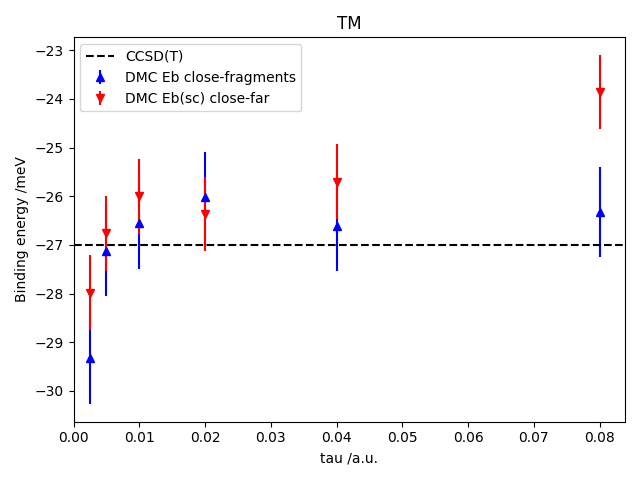 TM
CCSD(T)
DMC Eb close-fragments
DMC Eb(sc) close-far
Binding energy /meV
−23
−24
−25
−26
−27
−28
−29
−30
0.00 0.01 0.02 0.03 0.04 0.05 0.06 0.07 0.08
tau /a.u.